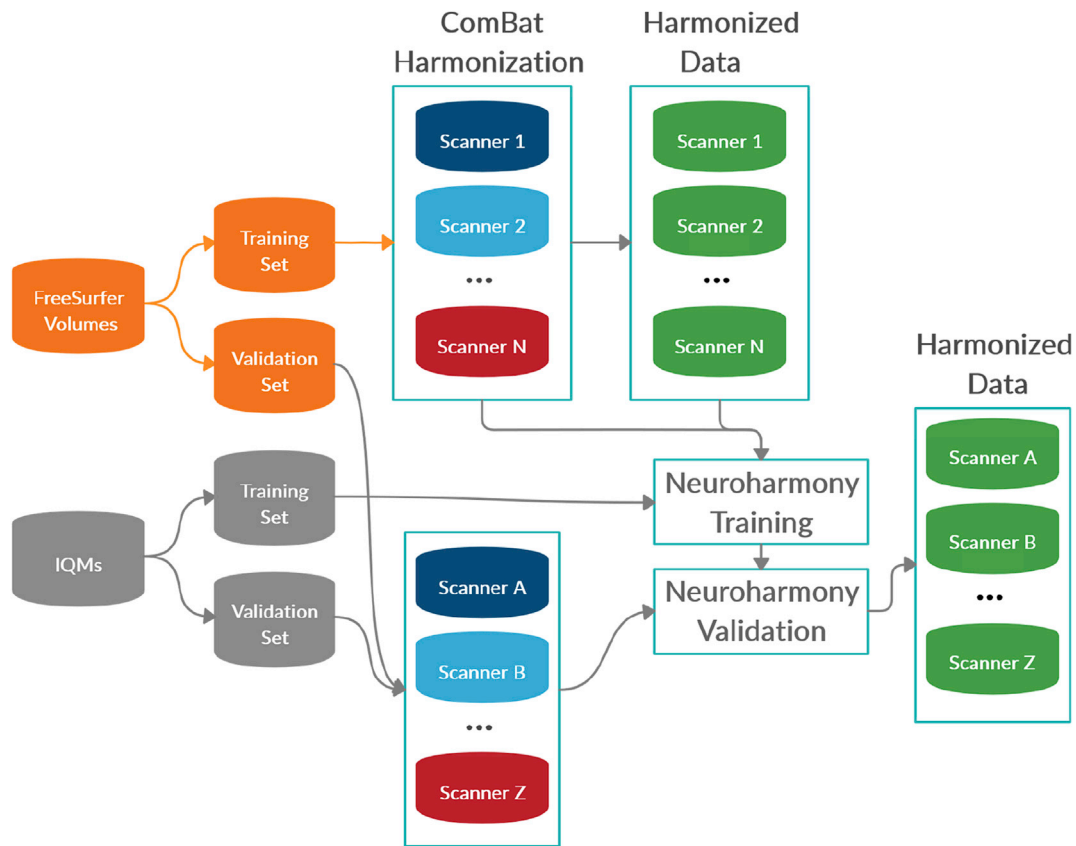 ComBat
Harmonization
Harmonized
Data
Scanner 1
Scanner 2
...
Scanner N
Scanner 1
Scanner 2
...
Scanner N
FreeSurfer
Volumes
Training
Set
Validation
Set
IQMs
Training
Set
Validation
Set
Scanner A
Scanner B
...
Scanner Z
Neuroharmony
Training
Neuroharmony
Validation
Harmonized
Data
Scanner A
Scanner B
...
Scanner Z